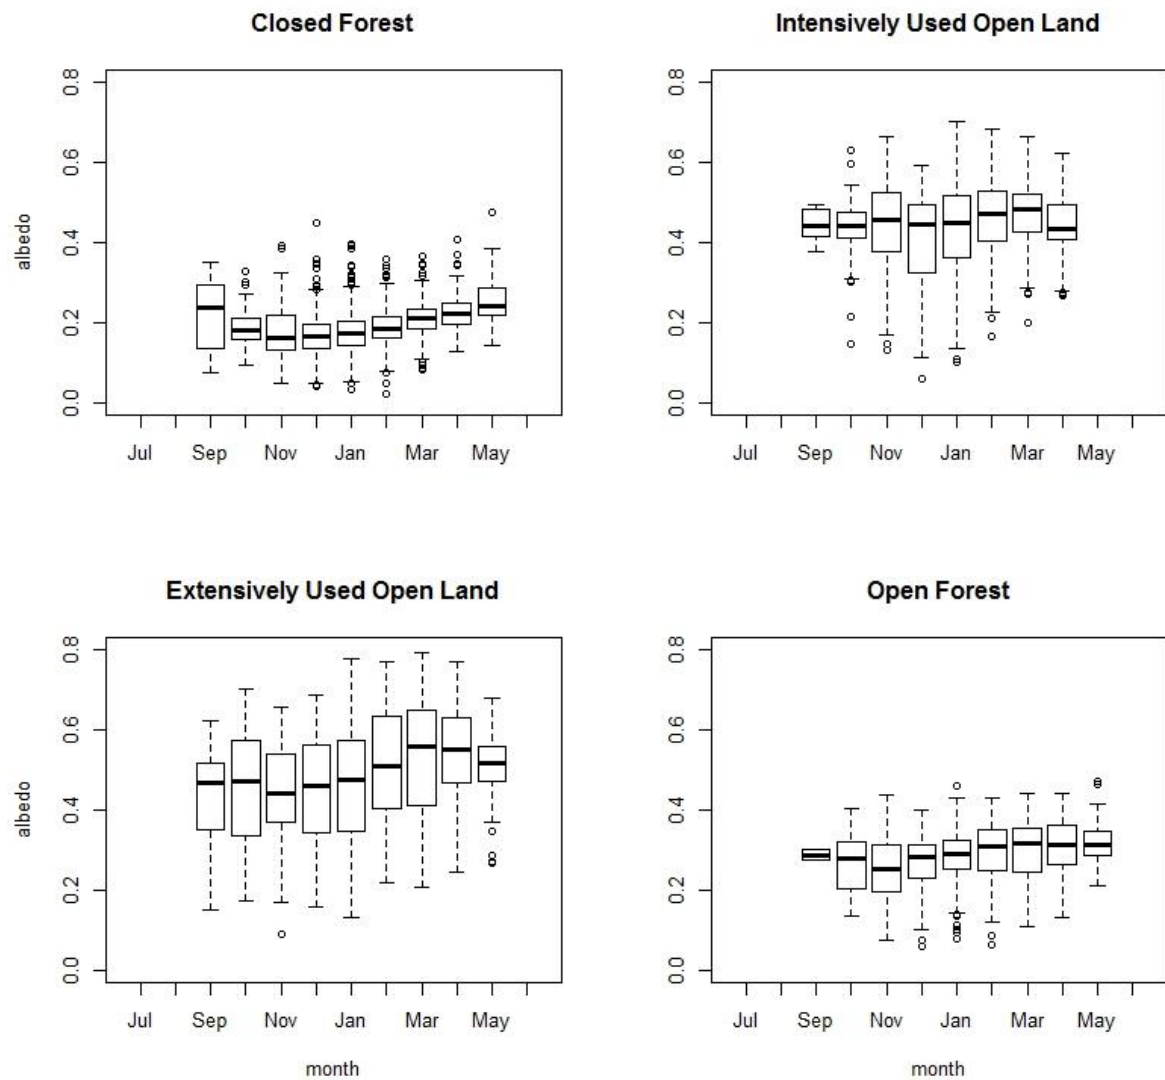 Closed Forest
albedo
0.8
0.6
0.4
0.2
0.0
Jul Sep Nov Jan Mar May
Intensively Used Open Land
0.8
0.6
0.4
0.2
0.0
Jul Sep Nov Jan Mar May
Extensively Used Open Land
albedo
0.8
0.6
0.4
0.2
0.0
Jul Sep Nov Jan Mar May
month
Open Forest
0.8
0.6
0.4
0.2
0.0
Jul Sep Nov Jan Mar May
month